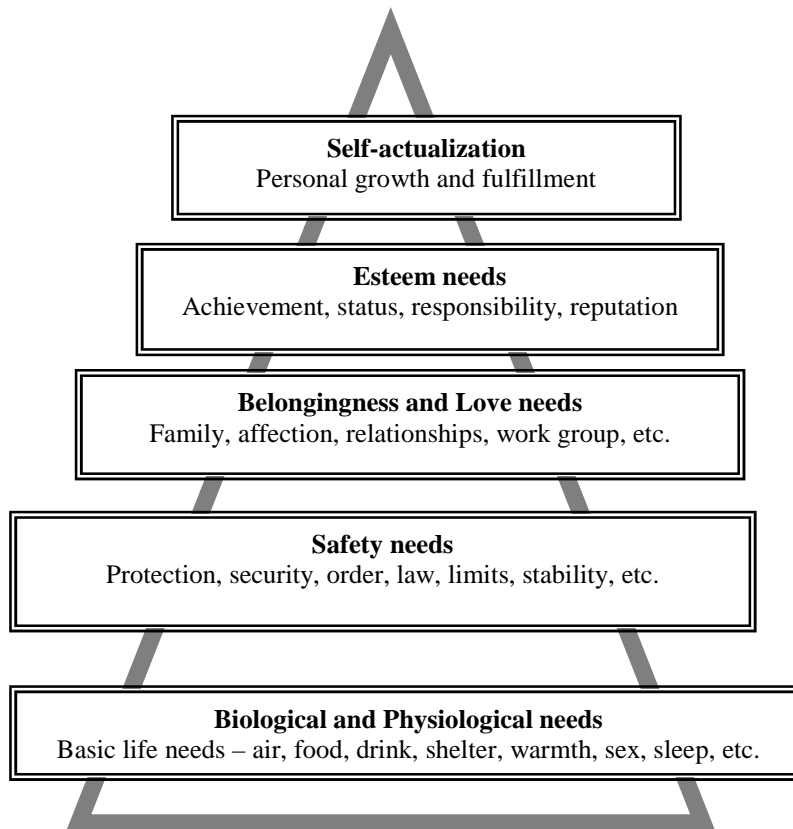 Self-actualization
Personal growth and fulfillment
Esteem needs
Achievement, status, responsibility, reputation
Belongingness and Love needs
Family, affection, relationships, work group, etc.
Safety needs
Protection, security, order, law, limits, stability, etc.
Biological and Physiological needs
Basic life needs – air, food, drink, shelter, warmth, sex, sleep, etc.